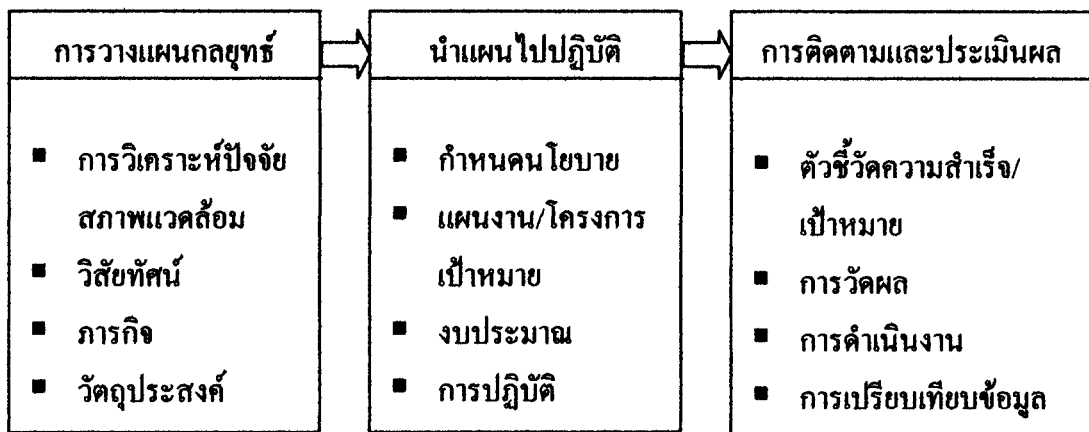 การวางแผนกลยุทธ์
■ การวิเคราะห์ปัจจัย
สภาพแวดล้อม
■ วิสัยทัศน์
■ ภารกิจ
■ วัตถุประสงค์
นำแผนไปปฏิบัติ
■ กำหนดนโยบาย
■ แผนงาน/โครงการ
เป้าหมาย
■ งบประมาณ
■ การปฏิบัติ
การติดตามและประเมินผล
■ ตัวชี้วัดความสำเร็จ/
เป้าหมาย
■ การวัดผล
■ การดำเนินงาน
■ การเปรียบเทียบข้อมูล